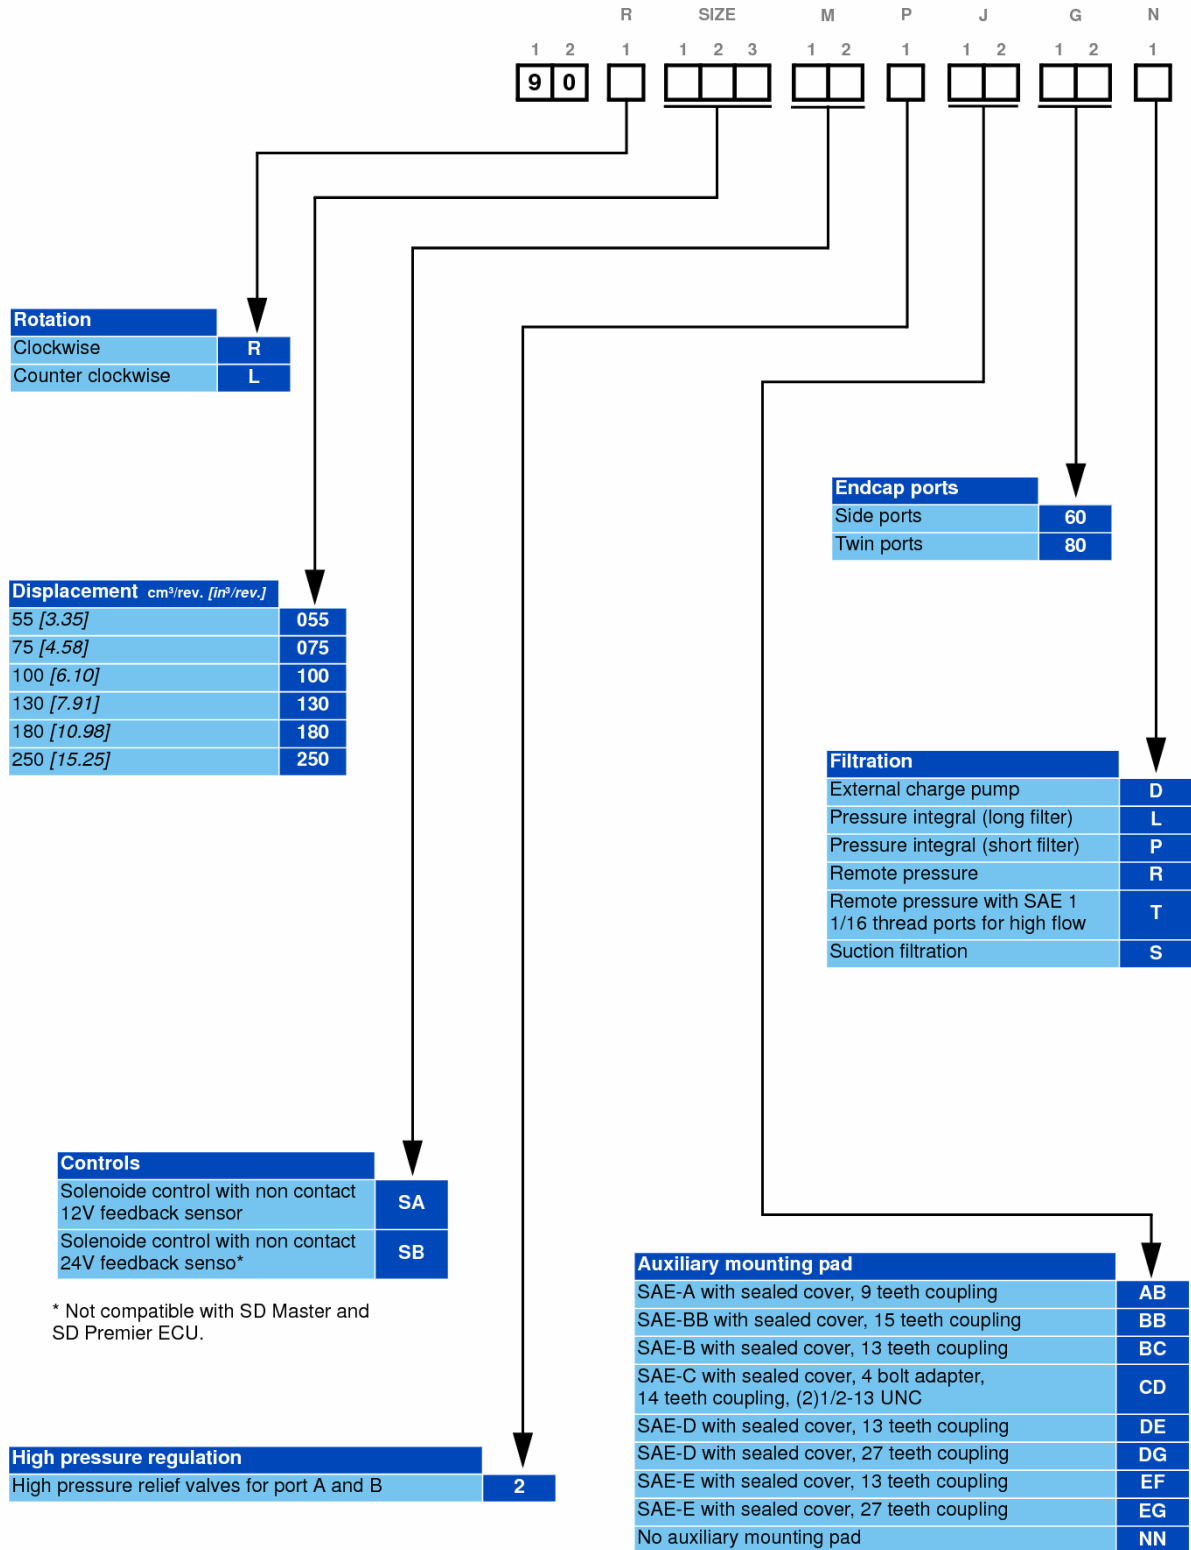 R SIZE M P J G N
1 2 1 1 2 3 1 2 1 1 2 1 2 1
9 0
Rotation
Clockwise R
Counter clockwise L
Endcap ports
Side ports 60
Twin ports 80
Displacement cm³/rev. [in³/rev.]
55 [3.35] 055
75 [4.58] 075
100 [6.10] 100
130 [7.91] 130
180 [10.98] 180
250 [15.25] 250
Filtration
External charge pump D
Pressure integral (long filter) L
Pressure integral (short filter) P
Remote pressure R
Remote pressure with SAE 1
1/16 thread ports for high flow T
Suction filtration S
Controls
Solenoide control with non contact
12V feedback sensor SA
Solenoide control with non contact
24V feedback senso* SB
* Not compatible with SD Master and
SD Premier ECU.
Auxiliary mounting pad
SAE-A with sealed cover, 9 teeth coupling AB
SAE-BB with sealed cover, 15 teeth coupling BB
SAE-B with sealed cover, 13 teeth coupling BC
SAE-C with sealed cover, 4 bolt adapter,
14 teeth coupling, (2)1/2-13 UNC CD
SAE-D with sealed cover, 13 teeth coupling DE
SAE-D with sealed cover, 27 teeth coupling DG
SAE-E with sealed cover, 13 teeth coupling EF
SAE-E with sealed cover, 27 teeth coupling EG
No auxiliary mounting pad NN
High pressure regulation
High pressure relief valves for port A and B 2